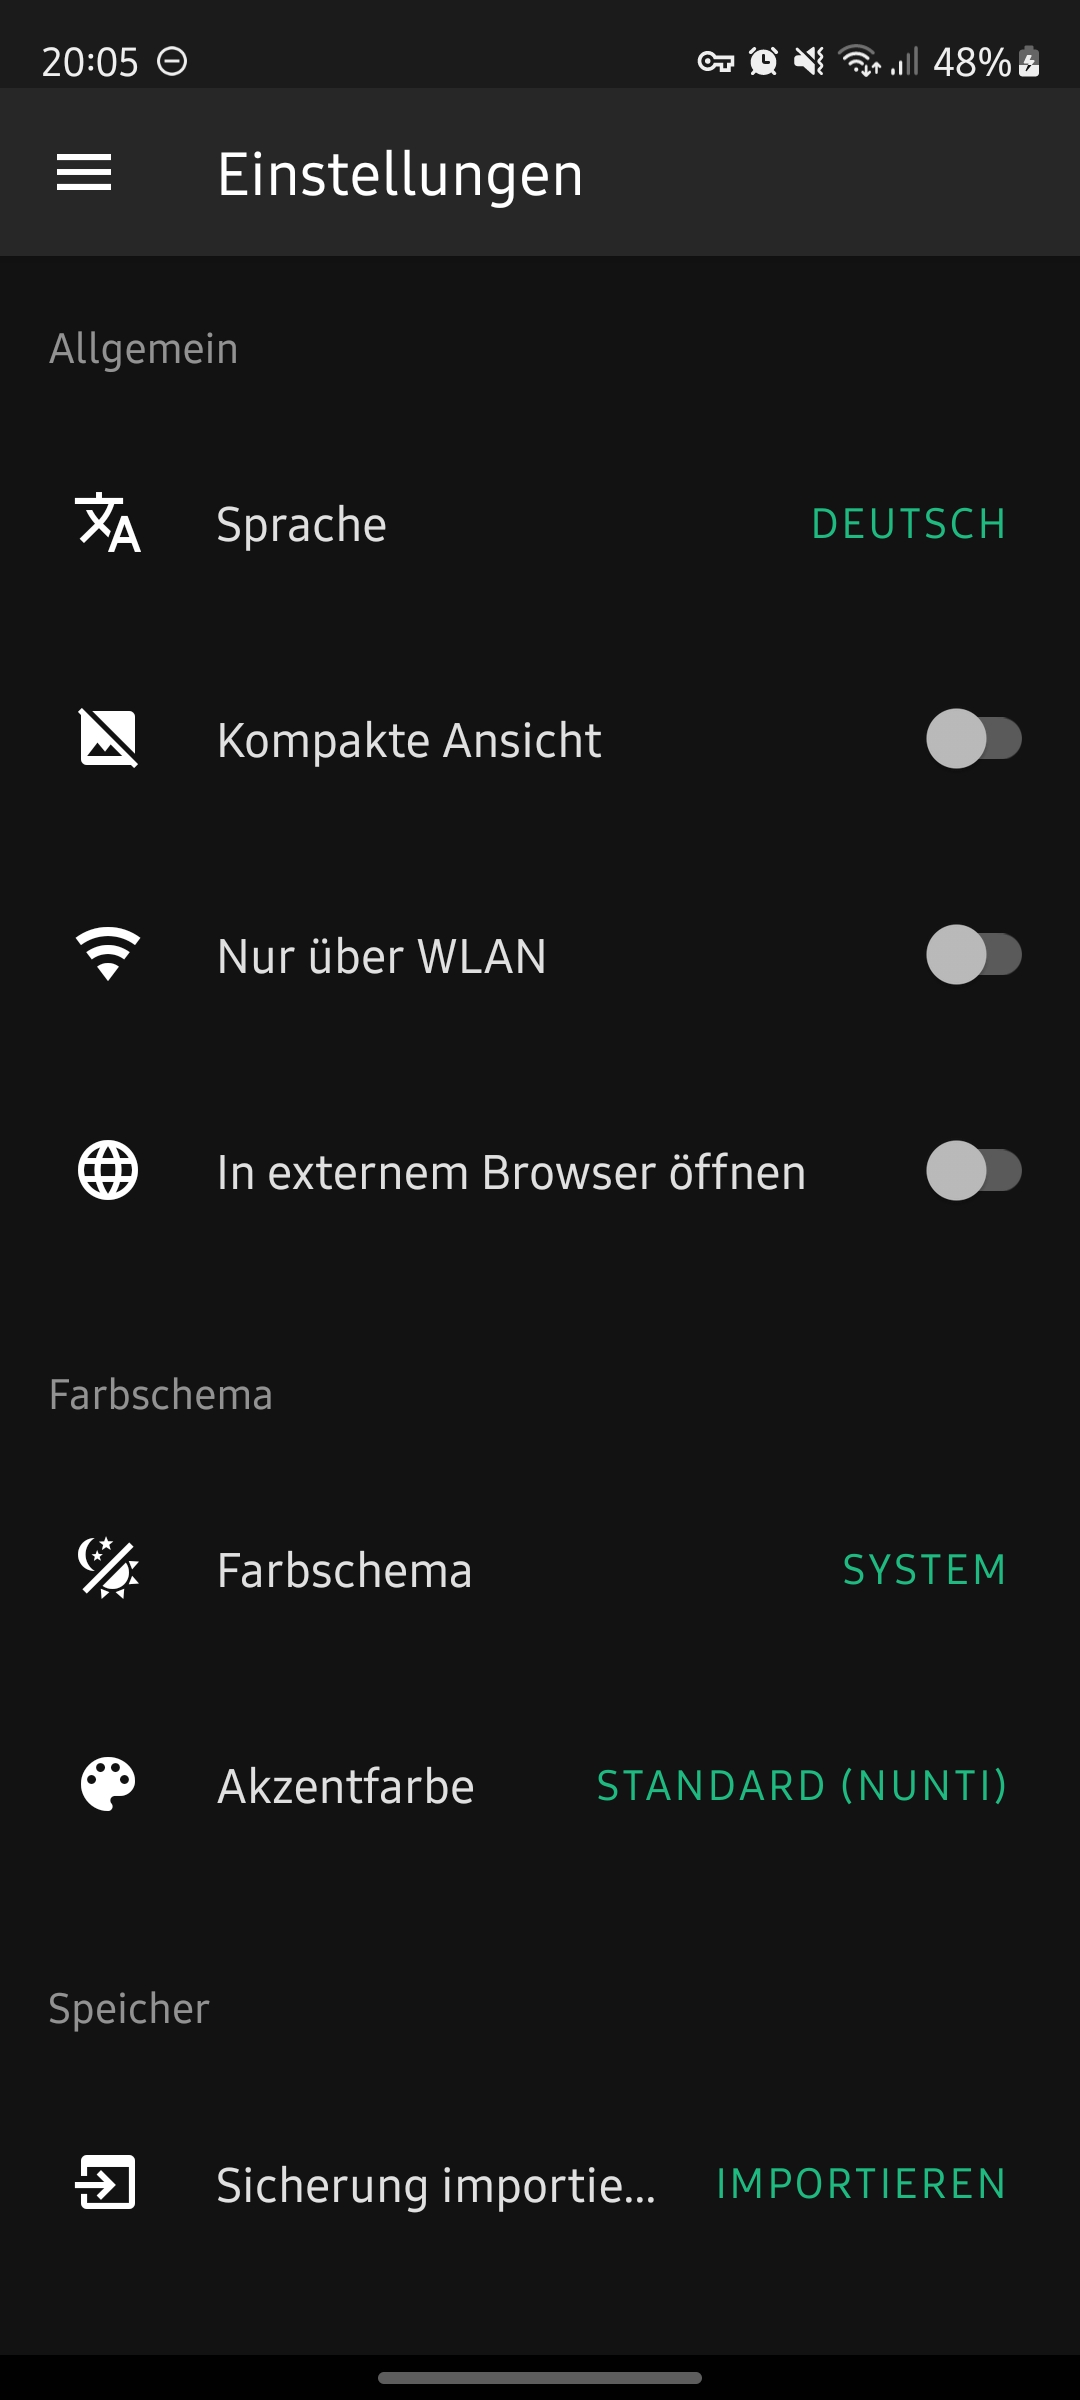 20:05 48%
Einstellungen
Allgemein
Sprache DEUTSCH
Kompakte Ansicht
Nur über WLAN
In externem Browser öffnen
Farbschema
Farbschema SYSTEM
Akzentfarbe STANDARD (NUNTI)
Speicher
Sicherung importie... IMPORTIEREN